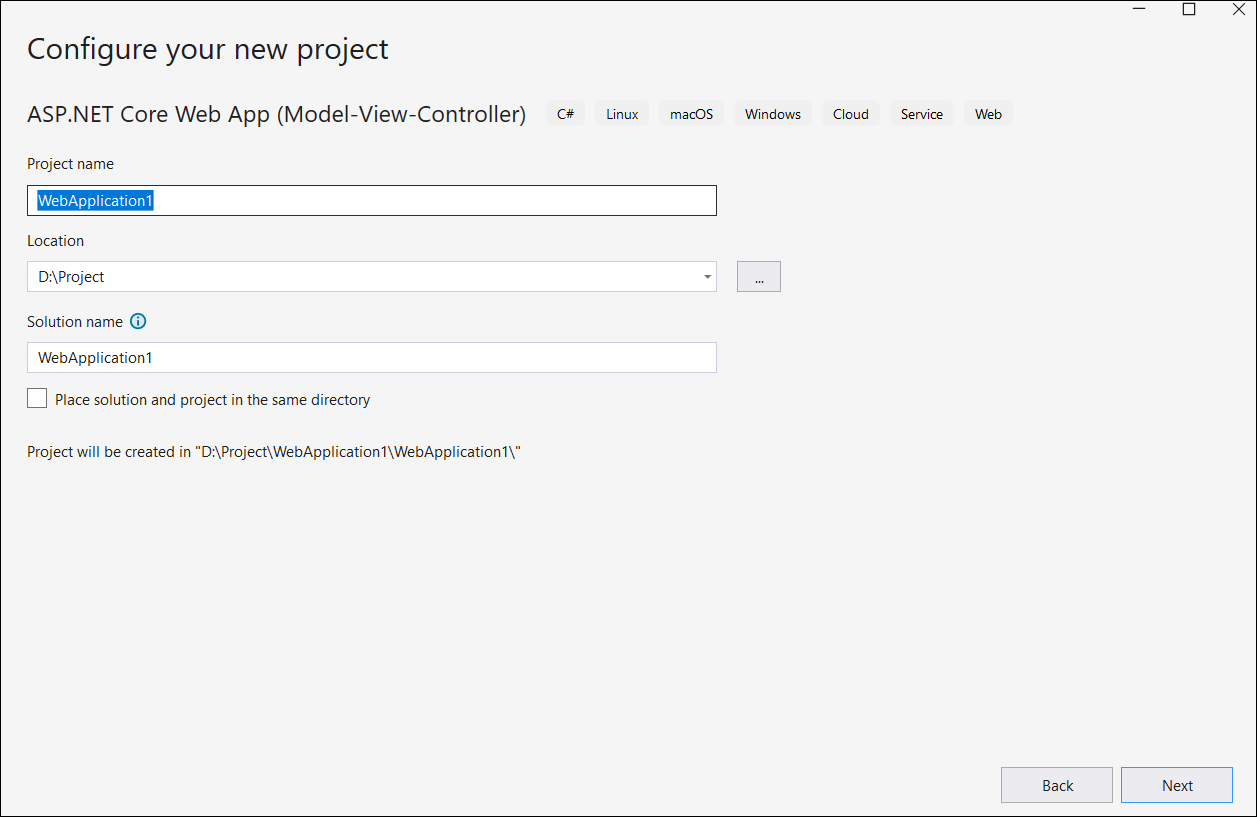 Configure your new project
ASP.NET Core Web App (Model-View-Controller) C# Linux macOS Windows Cloud Service Web
Project name
WebApplication1
Location
D:\Project
...
Solution name
WebApplication1
Place solution and project in the same directory
Project will be created in "D:\Project\WebApplication1\WebApplication1\"
Back Next